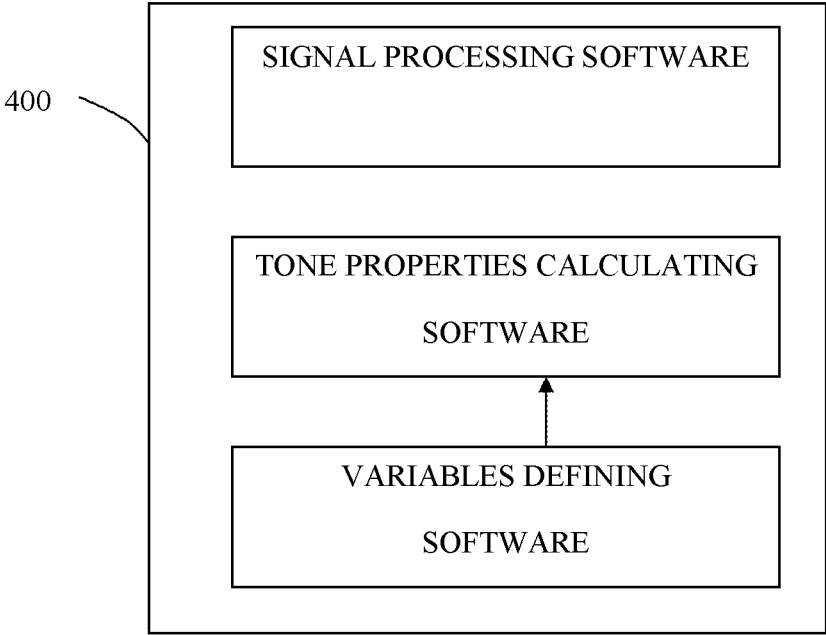 SIGNAL PROCESSING SOFTWARE
400
TONE PROPERTIES CALCULATING
SOFTWARE
VARIABLES DEFINING
SOFTWARE